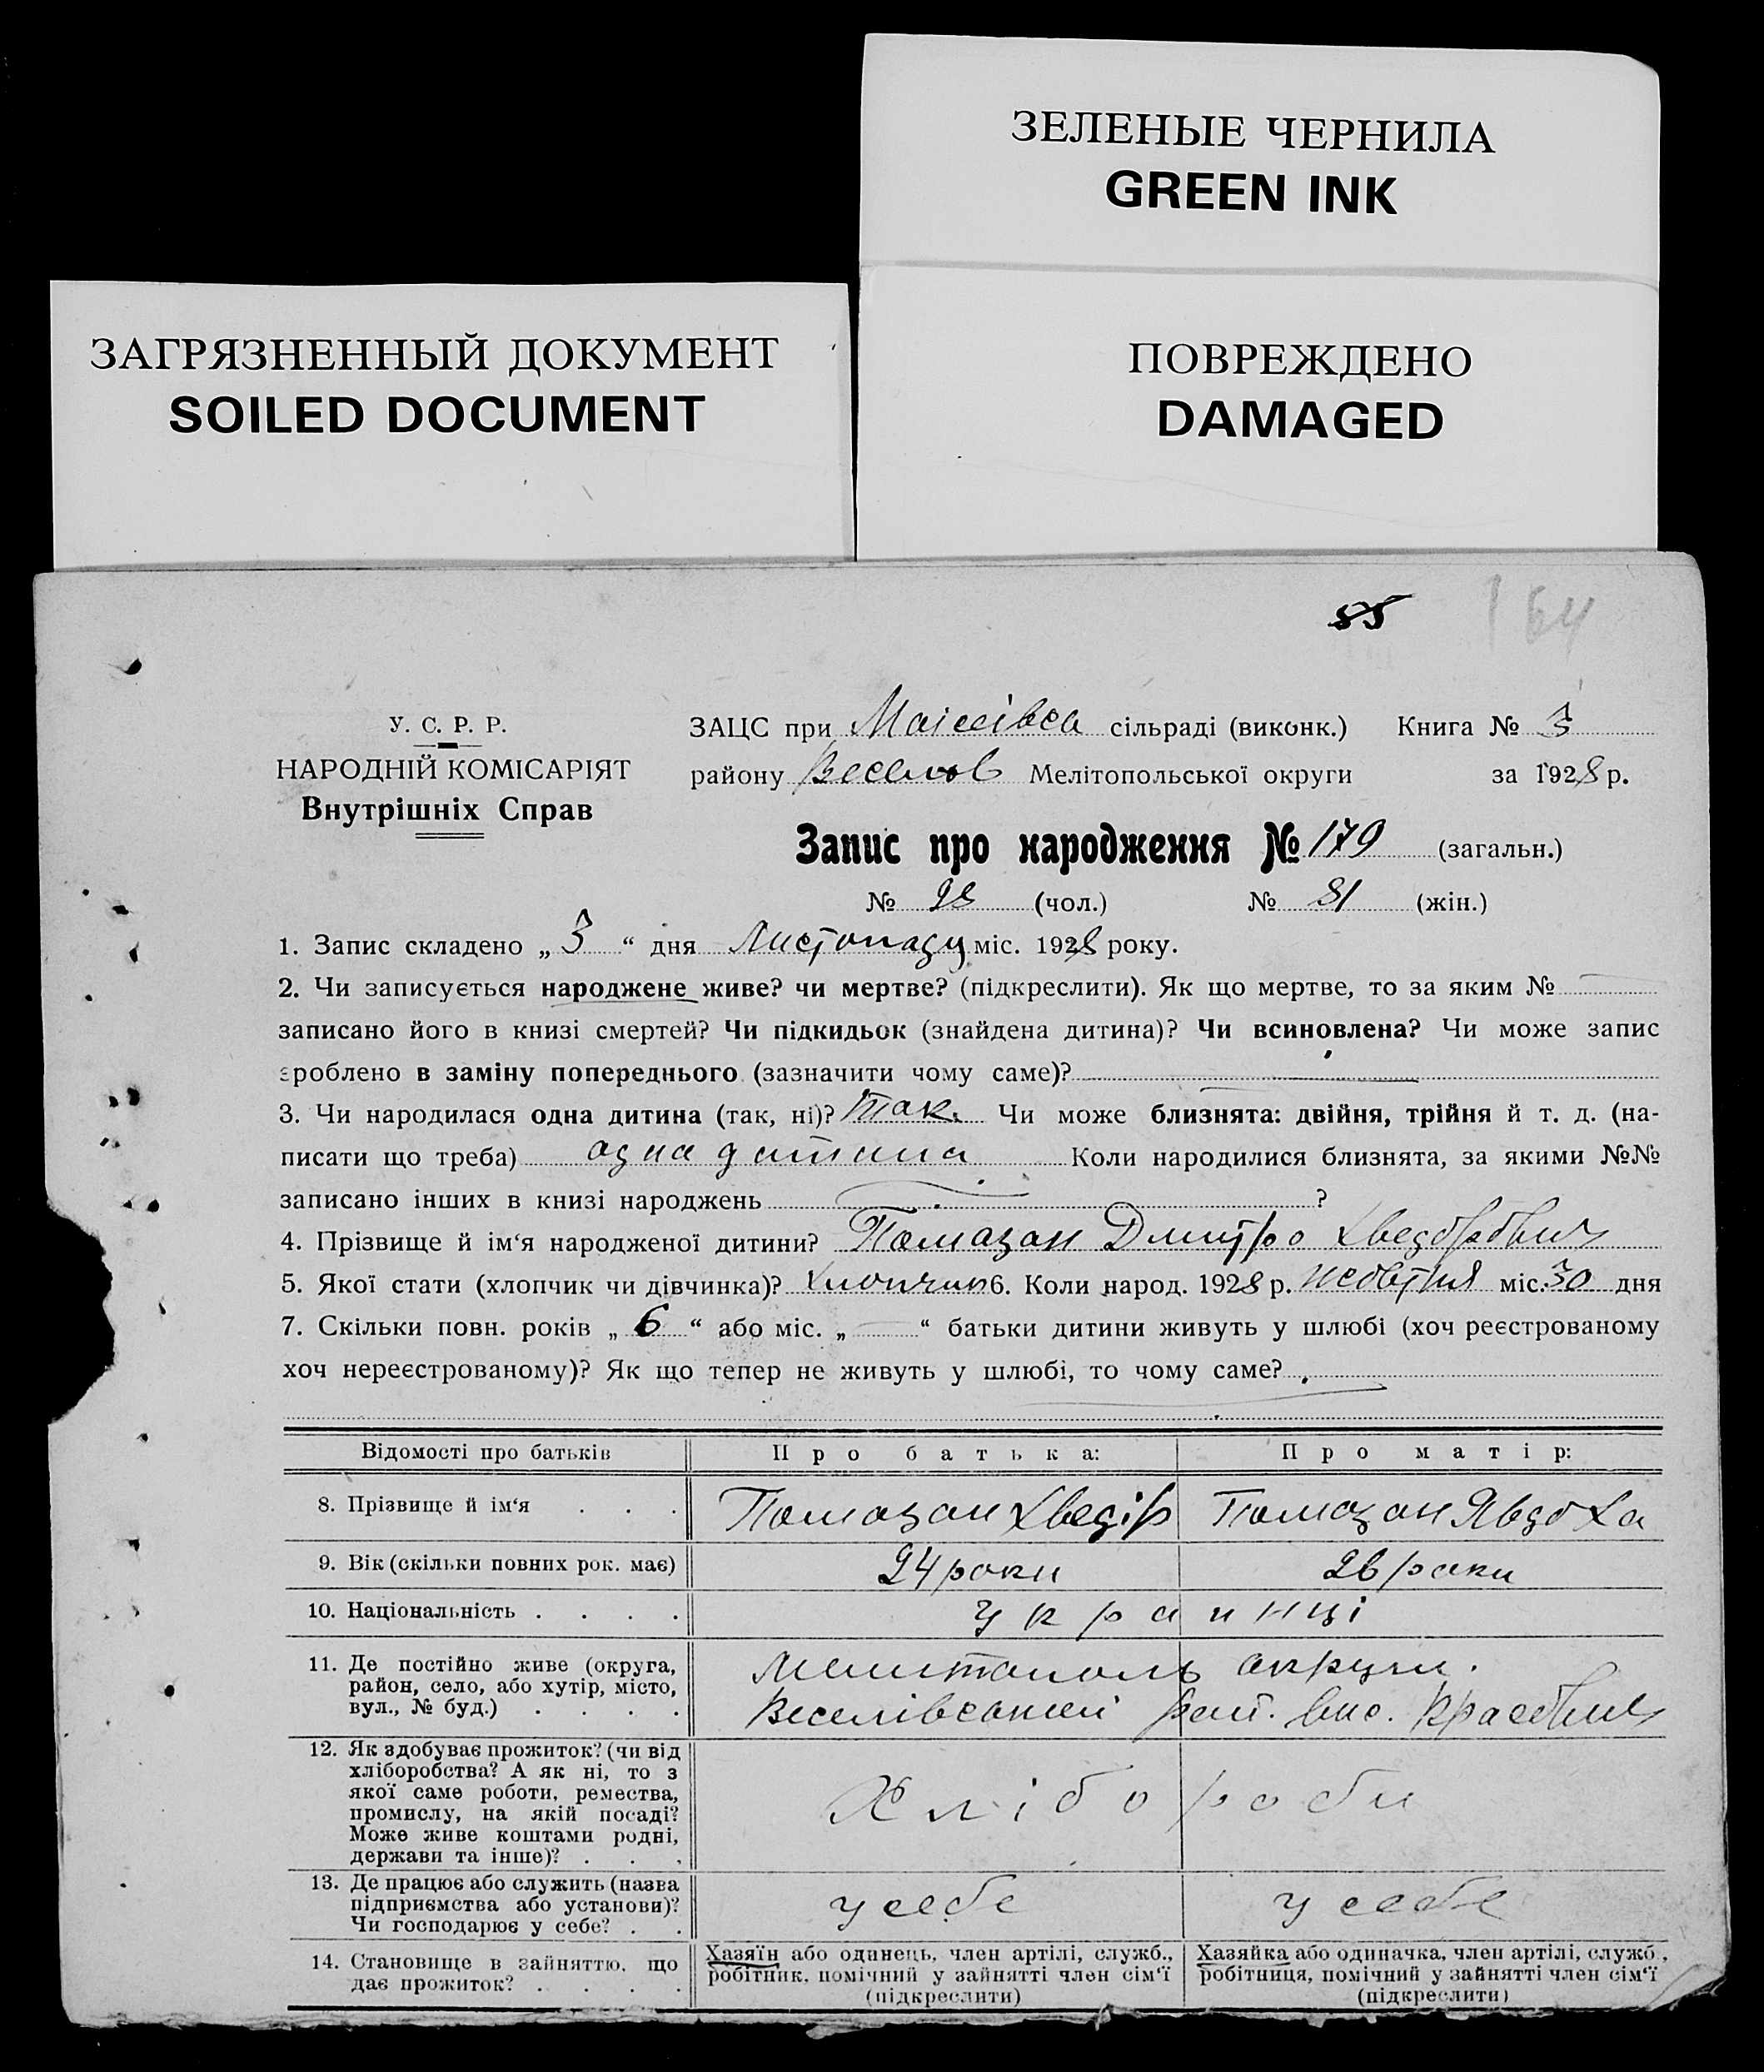 ЗЕЛЕНЫЕ ЧЕРНИЛА
GREEN INK
ЗАГРЯЗНЕННЫЙ ДОКУМЕНТ
SOILED DOCUMENT
ПОВРЕЖДЕНО
DAMAGED
55 164
У. С. Р. Р.
НАРОДНІЙ КОМІСАРІЯТ
Внутрішніх Справ
ЗАЦС при сільраді (виконк.) Книга № 3
району Веселов Мелітопольської округи за 1928 р.
Запис про народження № 179 (загальн.)
№ 98 (чол.) № 81 (жін.)
1. Запис складено „ 3 “ дня Листопаду міс. 1928 року.
2. Чи записується народжене живе? чи мертве? (підкреслити). Як що мертве, то за яким №
записано його в книзі смертей? Чи підкидьок (знайдена дитина)? Чи всиновлена? Чи може запис
зроблено в заміну попереднього (зазначити чому саме)?
3. Чи народилася одна дитина (так, ні)? Так. Чи може близнята: двійня, трійня й т. д. (на-
писати що треба) одна дитина Коли народилися близнята, за якими №№
записано інших в книзі народжень ?
4. Прізвище й ім‘я народженої дитини? Помазан Дмитро Хведорович
5. Якої стати (хлопчик чи дівчинка)? Хлопчик 6. Коли народ. 1928 р. жовтня міс. 30 дня
7. Скільки повн. років „ 6 “ або міс. „ “ батьки дитини живуть у шлюбі (хоч реєстрованому
хоч нереєстрованому)? Як що тепер не живуть у шлюбі, то чому саме?
Відомості про батьків Про батька: Про матір:
8. Прізвище й ім‘я Помазан Хведір Помазан Явдоха
9. Вік (скільки повних рок. має) 24 роки 26 роки
10. Національність украинці
11. Де постійно живе (округа,
район, село, або хутір, місто,
вул., № буд.)
Мелитополь округи.
Веселівський рай.
12. Як здобуває прожиток? (чи від
хліборобства? А як ні, то з
якої саме роботи, ремества,
промислу, на якій посаді?
Може живе коштами родні,
держави та інше)?
Хлібороби
13. Де працює або служить (назва
підприємства або установи)?
Чи господарює у себе?
у себе у себе
14. Становище в зайняттю, що
дає прожиток?
Хазяїн або одинець, член артілі, служб.,
робітник, помічний у зайнятті член сім‘ї
(підкреслити)
Хазяйка або одиначка, член артілі, служб.,
робітниця, помічний у зайнятті член сім‘ї
(підкреслити)